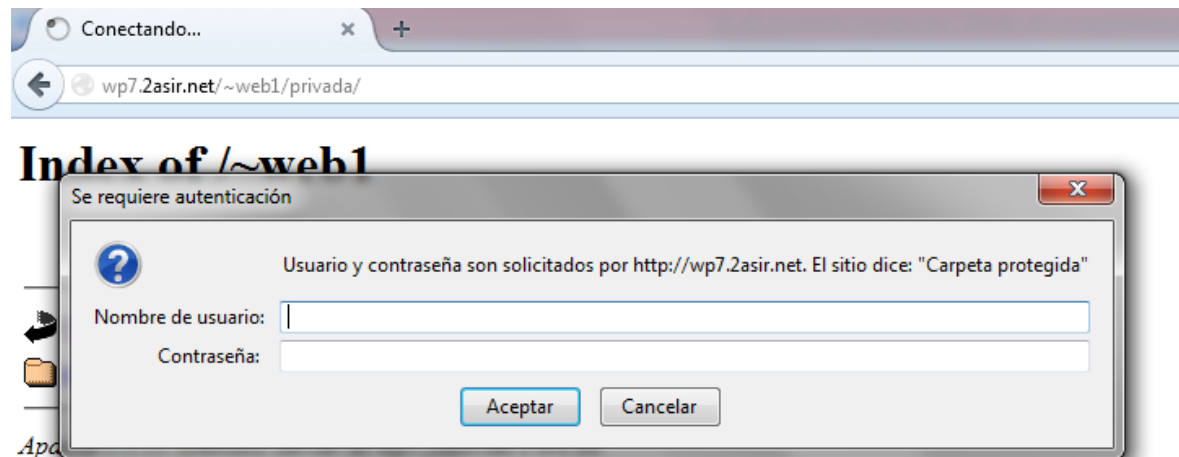 Conectando...
wp7.2asir.net/~web1/privada/
Index of /~web1
Se requiere autenticación
Usuario y contraseña son solicitados por http://wp7.2asir.net. El sitio dice: "Carpeta protegida"
Nombre de usuario:
Contraseña:
Aceptar Cancelar